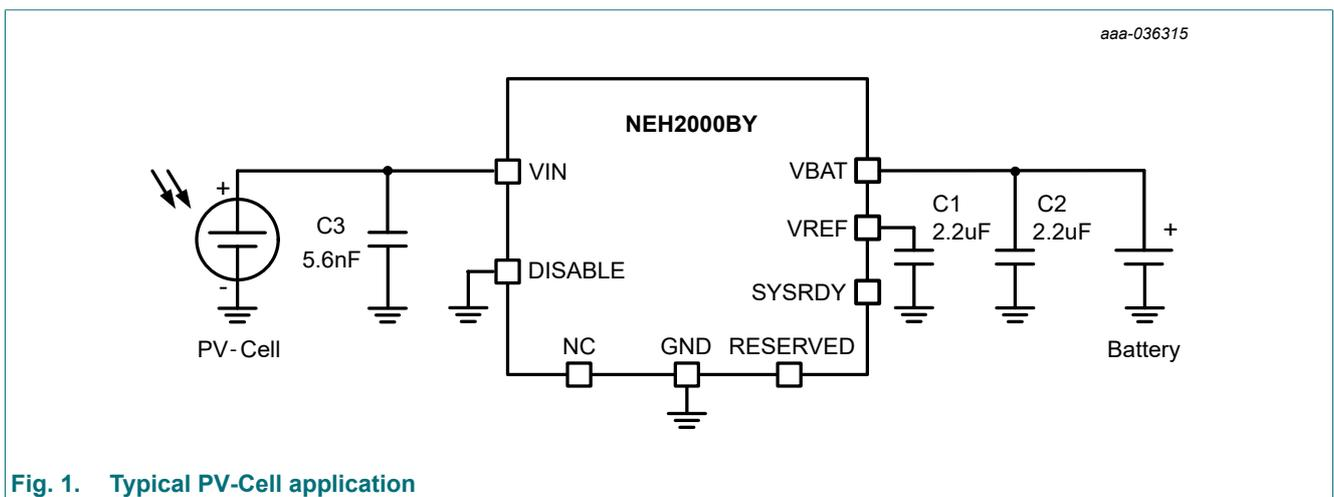 aaa-036315
NEH2000BY
VIN
VBAT
+
C3
5.6nF
C1
2.2uF
C2
2.2uF
+
VREF
DISABLE
SYSRDY
-
PV-Cell
NC
GND
RESERVED
Battery
Fig. 1. Typical PV-Cell application